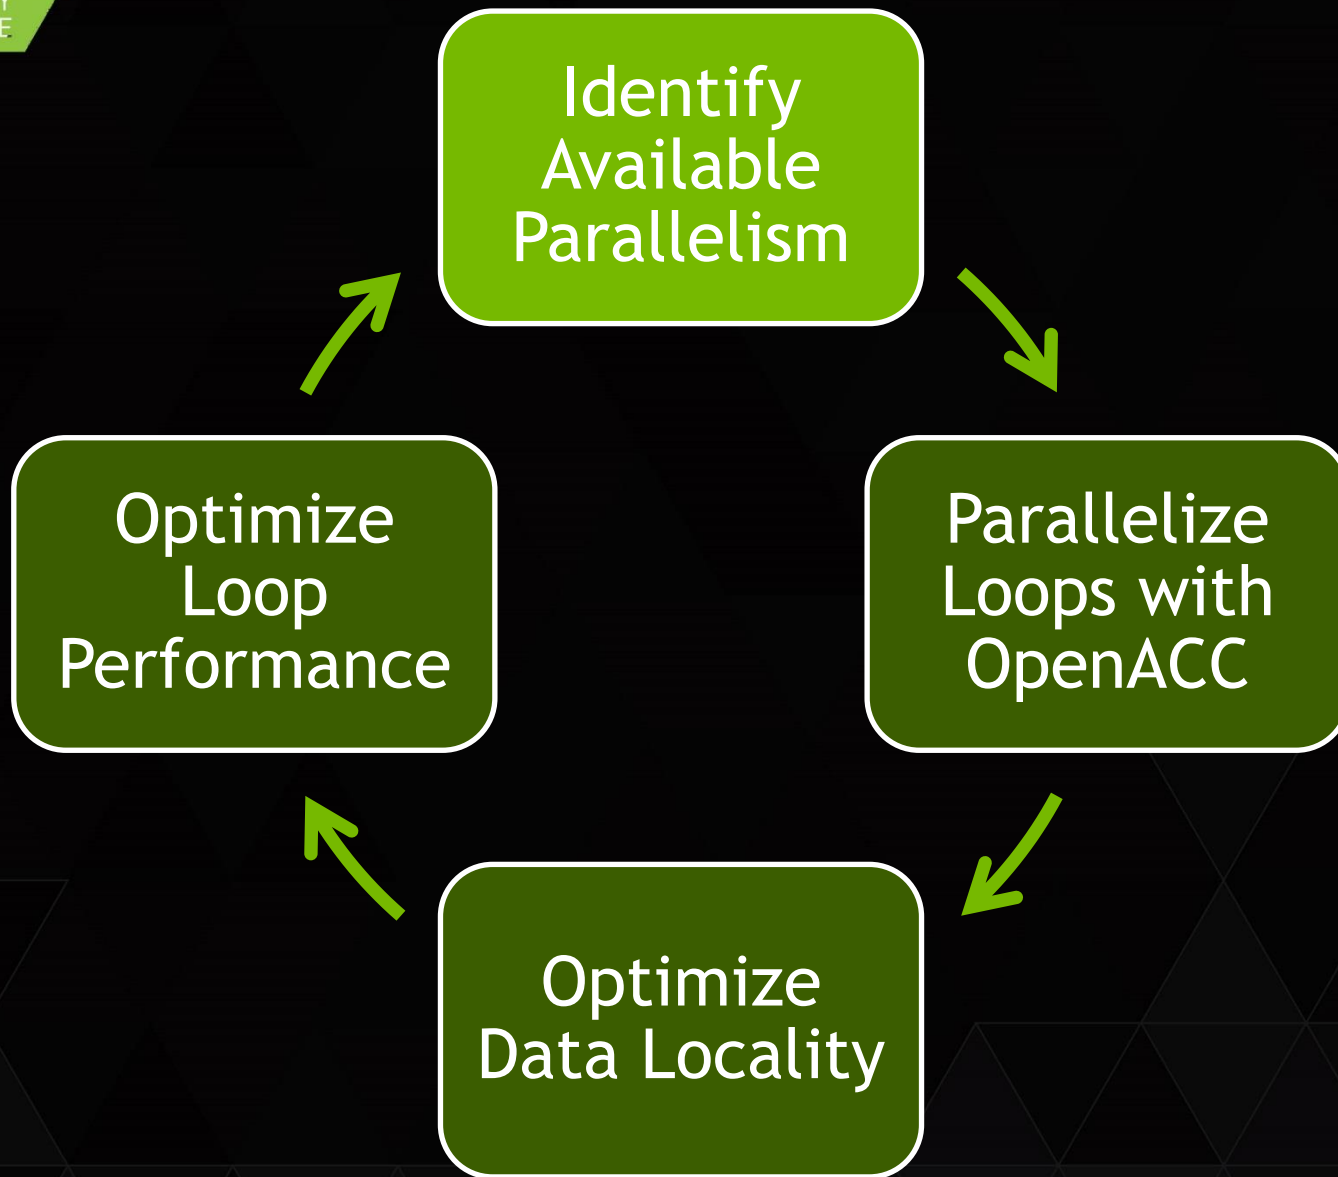 Identify
Available
Parallelism
Optimize
Loop
Performance
Parallelize
Loops with
OpenACC
Optimize
Data Locality